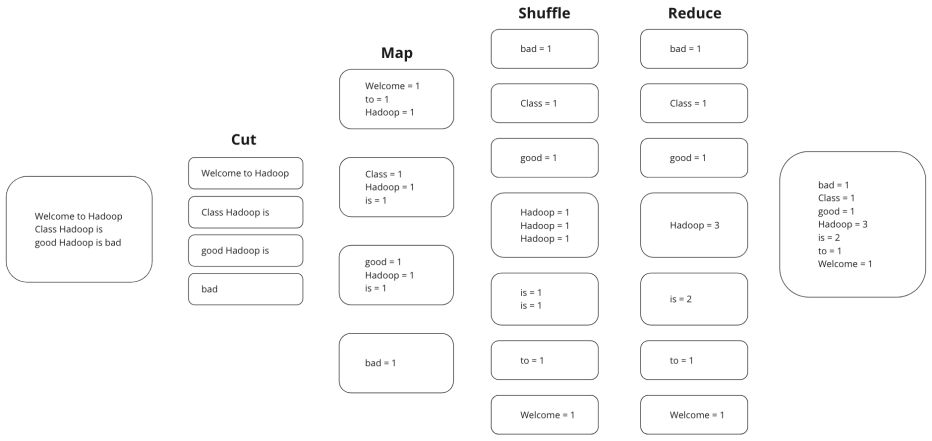 Welcome to Hadoop
Class Hadoop is
good Hadoop is bad
Cut
Welcome to Hadoop
Class Hadoop is
good Hadoop is
bad
Map
Welcome = 1
to = 1
Hadoop = 1
Class = 1
Hadoop = 1
is = 1
good = 1
Hadoop = 1
is = 1
bad = 1
Shuffle
bad = 1
Class = 1
good = 1
Hadoop = 1
Hadoop = 1
Hadoop = 1
is = 1
is = 1
to = 1
Welcome = 1
Reduce
bad = 1
Class = 1
good = 1
Hadoop = 3
is = 2
to = 1
Welcome = 1
bad = 1
Class = 1
good = 1
Hadoop = 3
is = 2
to = 1
Welcome = 1